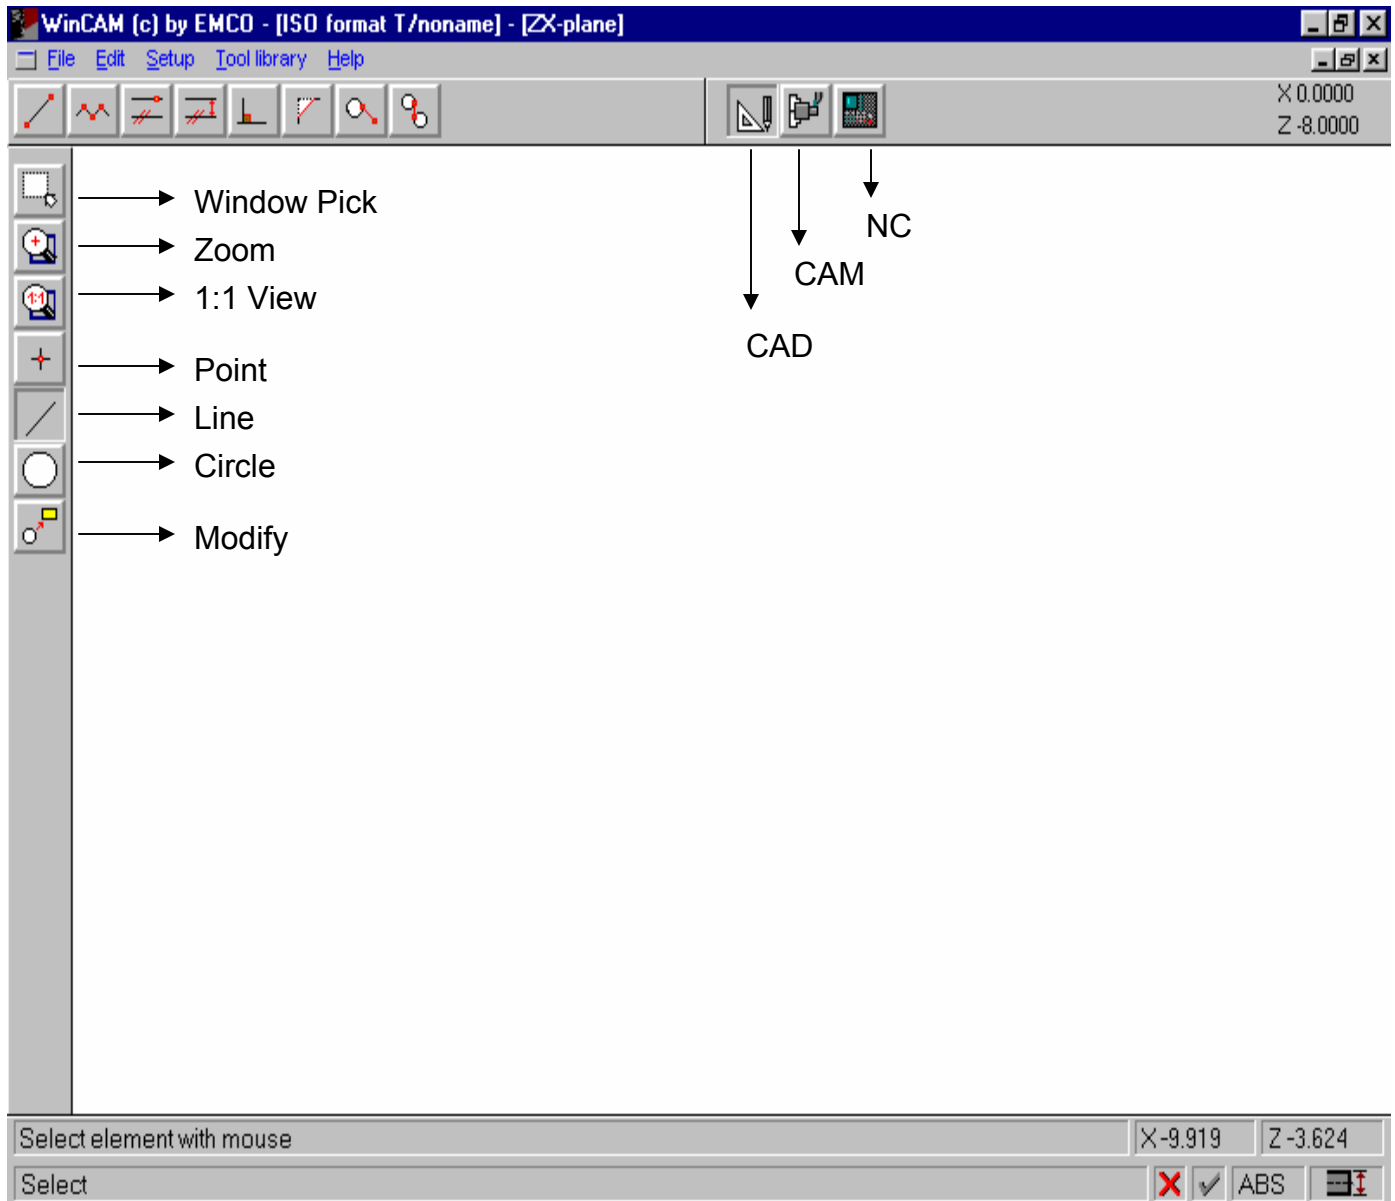 WinCAM (c) by EMCO - [ISO format T/noname] - [ZX-plane]
File Edit Setup Tool library Help
X 0.0000
Z -8.0000
Window Pick
Zoom
1:1
1:1 View
Point
Line
Circle
Modify
NC
CAM
CAD
Select element with mouse
X -9.919
Z -3.624
Select
ABS